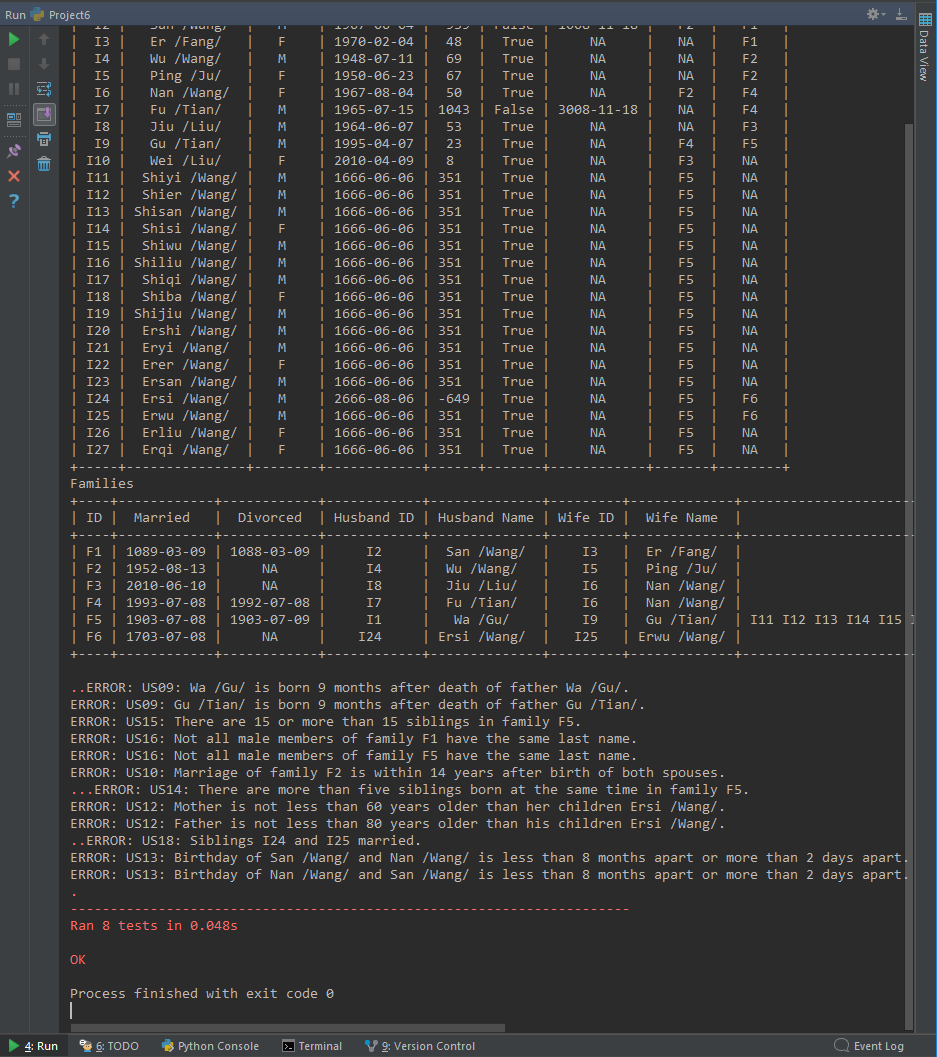 Run Project6
| I2 | San /Wang/ | M | 1967-06-04 | 959 | False | 1088-11-18 | F2 | F1 |
| I3 | Er /Fang/ | F | 1970-02-04 | 48 | True | NA | NA | F1 |
| I4 | Wu /Wang/ | M | 1948-07-11 | 69 | True | NA | NA | F2 |
| I5 | Ping /Ju/ | F | 1950-06-23 | 67 | True | NA | NA | F2 |
| I6 | Nan /Wang/ | F | 1967-08-04 | 50 | True | NA | F2 | F4 |
| I7 | Fu /Tian/ | M | 1965-07-15 | 1043 | False | 3008-11-18 | NA | F4 |
| I8 | Jiu /Liu/ | M | 1964-06-07 | 53 | True | NA | NA | F3 |
| I9 | Gu /Tian/ | M | 1995-04-07 | 23 | True | NA | F4 | F5 |
| I10 | Wei /Liu/ | F | 2010-04-09 | 8 | True | NA | F3 | NA |
| I11 | Shiyi /Wang/ | M | 1666-06-06 | 351 | True | NA | F5 | NA |
| I12 | Shier /Wang/ | M | 1666-06-06 | 351 | True | NA | F5 | NA |
| I13 | Shisan /Wang/ | M | 1666-06-06 | 351 | True | NA | F5 | NA |
| I14 | Shisi /Wang/ | F | 1666-06-06 | 351 | True | NA | F5 | NA |
| I15 | Shiwu /Wang/ | M | 1666-06-06 | 351 | True | NA | F5 | NA |
| I16 | Shiliu /Wang/ | M | 1666-06-06 | 351 | True | NA | F5 | NA |
| I17 | Shiqi /Wang/ | M | 1666-06-06 | 351 | True | NA | F5 | NA |
| I18 | Shiba /Wang/ | F | 1666-06-06 | 351 | True | NA | F5 | NA |
| I19 | Shijiu /Wang/ | M | 1666-06-06 | 351 | True | NA | F5 | NA |
| I20 | Ershi /Wang/ | M | 1666-06-06 | 351 | True | NA | F5 | NA |
| I21 | Eryi /Wang/ | M | 1666-06-06 | 351 | True | NA | F5 | NA |
| I22 | Erer /Wang/ | F | 1666-06-06 | 351 | True | NA | F5 | NA |
| I23 | Ersan /Wang/ | M | 1666-06-06 | 351 | True | NA | F5 | NA |
| I24 | Ersi /Wang/ | M | 2666-08-06 | -649 | True | NA | F5 | F6 |
| I25 | Erwu /Wang/ | M | 1666-06-06 | 351 | True | NA | F5 | F6 |
| I26 | Erliu /Wang/ | F | 1666-06-06 | 351 | True | NA | F5 | NA |
| I27 | Erqi /Wang/ | F | 1666-06-06 | 351 | True | NA | F5 | NA |
+-----+---------------+--------+------------+------+-------+------------+-------+--------+
Families
+----+------------+------------+------------+--------------+---------+-------------+----------------------
| ID | Married | Divorced | Husband ID | Husband Name | Wife ID | Wife Name |
+----+------------+------------+------------+--------------+---------+-------------+----------------------
| F1 | 1089-03-09 | 1088-03-09 | I2 | San /Wang/ | I3 | Er /Fang/ |
| F2 | 1952-08-13 | NA | I4 | Wu /Wang/ | I5 | Ping /Ju/ |
| F3 | 2010-06-10 | NA | I8 | Jiu /Liu/ | I6 | Nan /Wang/ |
| F4 | 1993-07-08 | 1992-07-08 | I7 | Fu /Tian/ | I6 | Nan /Wang/ |
| F5 | 1903-07-08 | 1903-07-09 | I1 | Wa /Gu/ | I9 | Gu /Tian/ | I11 I12 I13 I14 I15
| F6 | 1703-07-08 | NA | I24 | Ersi /Wang/ | I25 | Erwu /Wang/ |
+----+------------+------------+------------+--------------+---------+-------------+----------------------
..ERROR: US09: Wa /Gu/ is born 9 months after death of father Wa /Gu/.
ERROR: US09: Gu /Tian/ is born 9 months after death of father Gu /Tian/.
ERROR: US15: There are 15 or more than 15 siblings in family F5.
ERROR: US16: Not all male members of family F1 have the same last name.
ERROR: US16: Not all male members of family F5 have the same last name.
ERROR: US10: Marriage of family F2 is within 14 years after birth of both spouses.
...ERROR: US14: There are more than five siblings born at the same time in family F5.
ERROR: US12: Mother is not less than 60 years older than her children Ersi /Wang/.
ERROR: US12: Father is not less than 80 years older than his children Ersi /Wang/.
..ERROR: US18: Siblings I24 and I25 married.
ERROR: US13: Birthday of San /Wang/ and Nan /Wang/ is less than 8 months apart or more than 2 days apart.
ERROR: US13: Birthday of Nan /Wang/ and San /Wang/ is less than 8 months apart or more than 2 days apart.
.
----------------------------------------------------------------------
Ran 8 tests in 0.048s
OK
Process finished with exit code 0
Data View
4: Run 6: TODO Python Console Terminal 9: Version Control Event Log